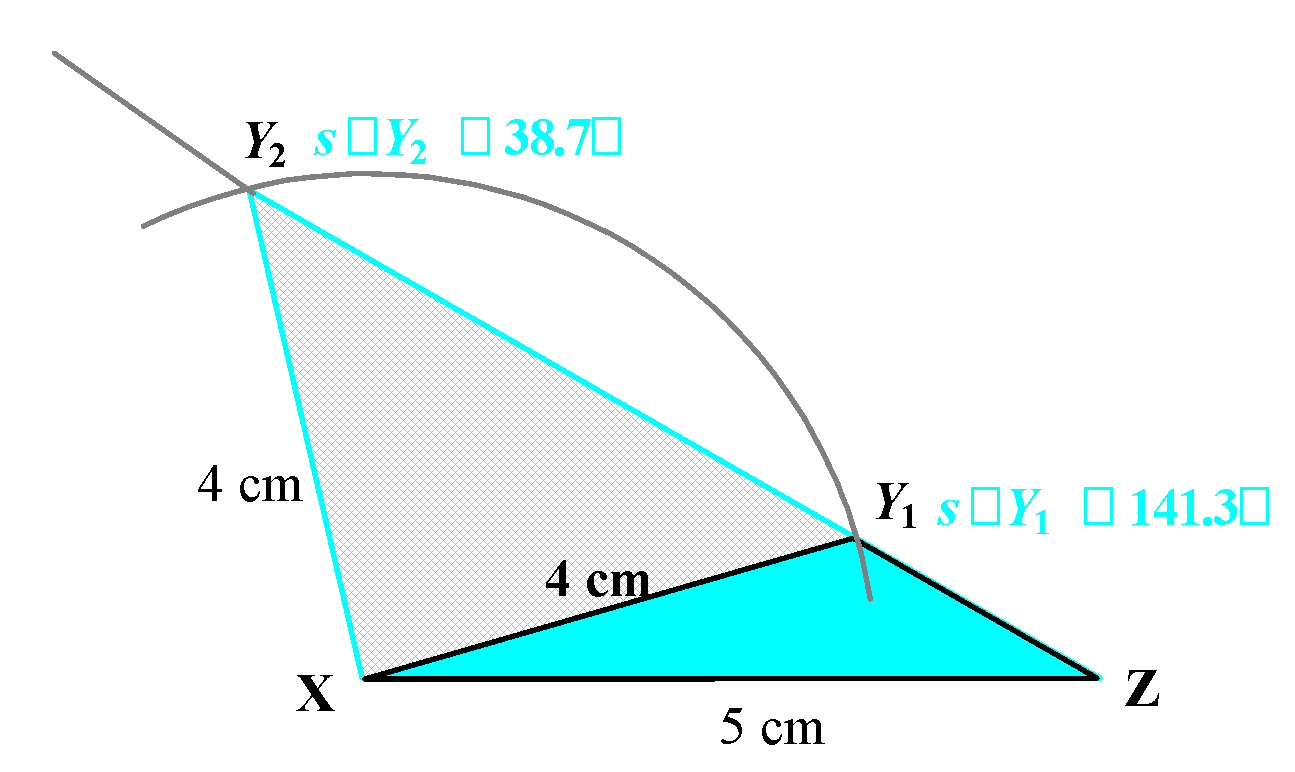 Y₂ s □Y₂ □ 38.7□
4 cm
Y₁ s □Y₁ □ 141.3□
4 cm
X
Z
5 cm